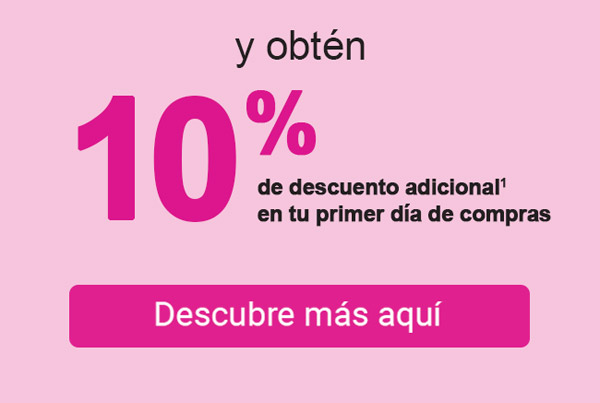 y obtén
10%
de descuento adicional¹
en tu primer día de compras
Descubre más aquí